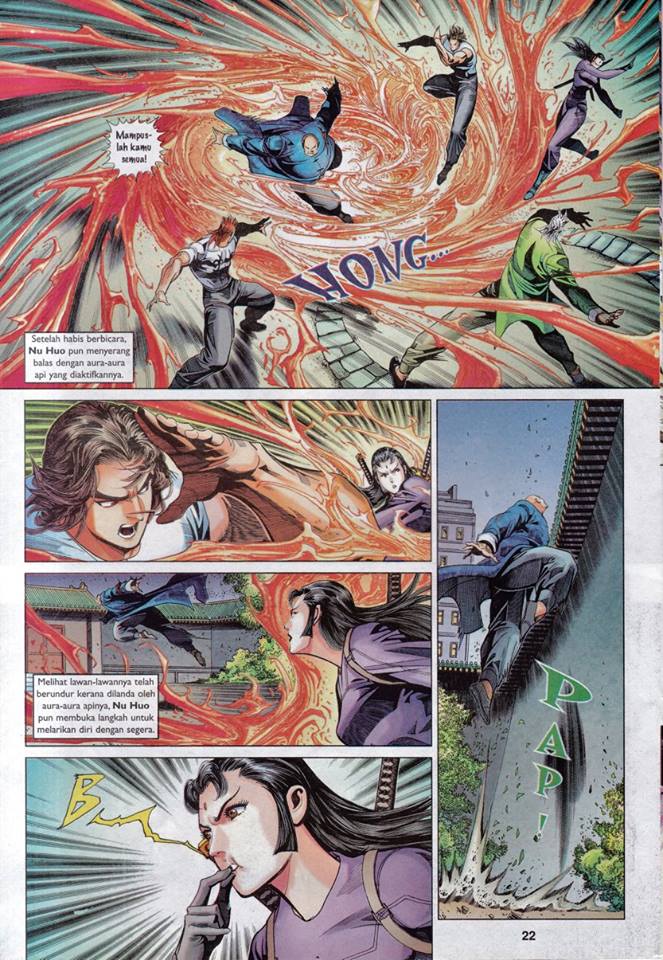 Mampus-
lah kamu
semua!
HONG...
Setelah habis berbicara,
Nu Huo pun menyerang
balas dengan aura-aura
api yang diaktifkannya.
Melihat lawan-lawannya telah
berundur kerana dilanda oleh
aura-aura apinya, Nu Huo
pun membuka langkah untuk
melarikan diri dengan segera.
PAP!
22